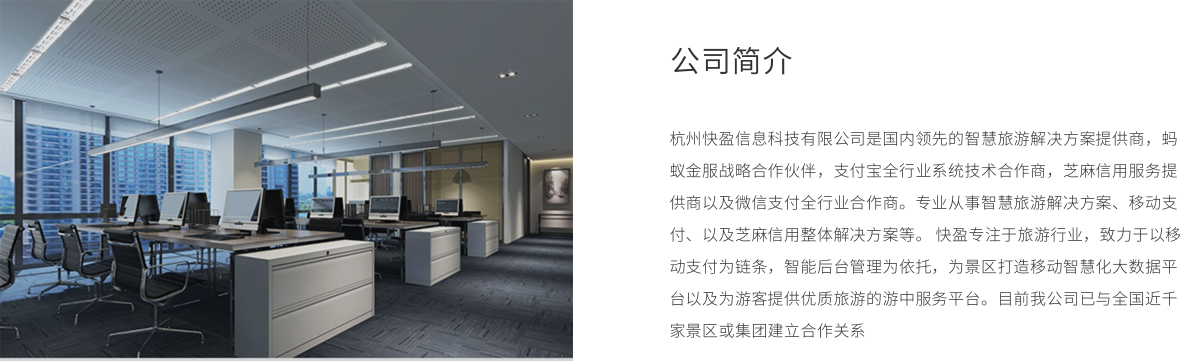 公司简介
杭州快盈信息科技有限公司是国内领先的智慧旅游解决方案提供商，蚂
蚁金服战略合作伙伴，支付宝全行业系统技术合作商，芝麻信用服务提
供商以及微信支付全行业合作商。专业从事智慧旅游解决方案、移动支
付、以及芝麻信用整体解决方案等。 快盈专注于旅游行业，致力于以移
动支付为链条，智能后台管理为依托，为景区打造移动智慧化大数据平
台以及为游客提供优质旅游的游中服务平台。目前我公司已与全国近千
家景区或集团建立合作关系